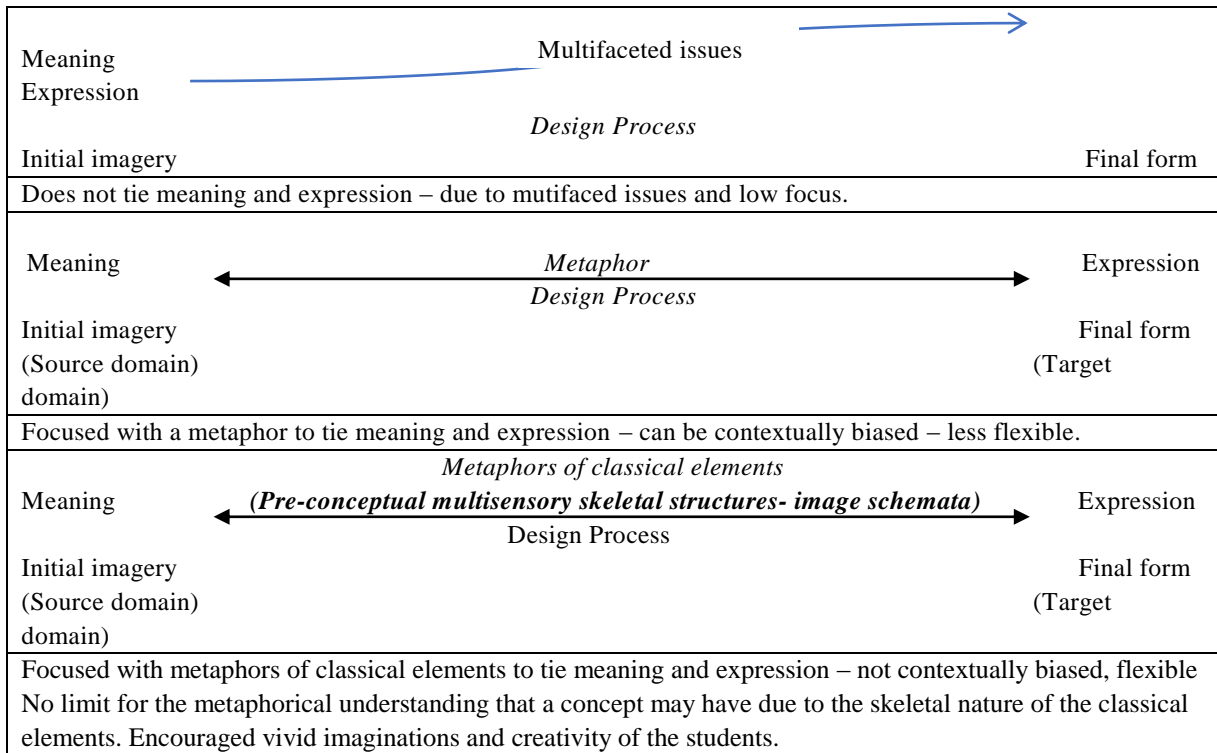 Multifaceted issues
Meaning
Expression
Design Process
Initial imagery Final form
Does not tie meaning and expression – due to mutifaced issues and low focus.
Meaning Metaphor Expression
Design Process
Initial imagery Final form
(Source domain) (Target
domain)
Focused with a metaphor to tie meaning and expression – can be contextually biased – less flexible.
Metaphors of classical elements
Meaning (Pre-conceptual multisensory skeletal structures- image schemata) Expression
Design Process
Initial imagery Final form
(Source domain) (Target
domain)
Focused with metaphors of classical elements to tie meaning and expression – not contextually biased, flexible
No limit for the metaphorical understanding that a concept may have due to the skeletal nature of the classical
elements. Encouraged vivid imaginations and creativity of the students.